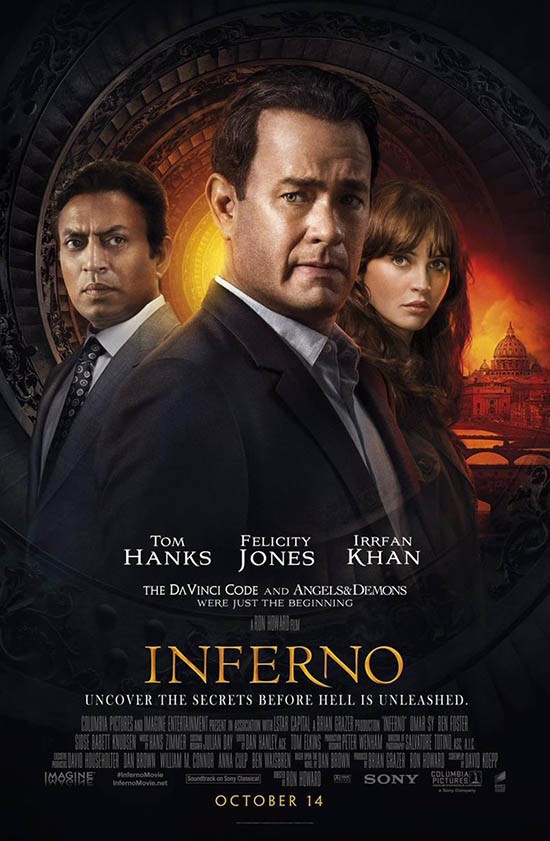 TOM HANKS FELICITY JONES IRRFAN KHAN
THE DAVINCI CODE AND ANGELS&DEMONS
WERE JUST THE BEGINNING
A RON HOWARD FILM
INFERNO
UNCOVER THE SECRETS BEFORE HELL IS UNLEASHED.
COLUMBIA PICTURES AND IMAGINE ENTERTAINMENT PRESENT IN ASSOCIATION WITH LSTAR CAPITAL A BRIAN GRAZER PRODUCTION "INFERNO" OMAR SY BEN FOSTER
SIDSE BABETT KNUDSEN HANS ZIMMER JULIAN DAY DAN HANLEY, ACE TOM ELKINS PETER WENHAM SALVATORE TOTINO, ASC, A.I.C.
DAVID HOUSEHOLTER DAN BROWN WILLIAM M. CONNOR ANNA CULP BEN WAISBREN DAN BROWN BRIAN GRAZER RON HOWARD DAVID KOEPP
IMAGINE #InfernoMovie Soundtrack on Sony Classical RON HOWARD SONY COLUMBIA PICTURES
InfernoMovie.net a Sony Company
OCTOBER 14